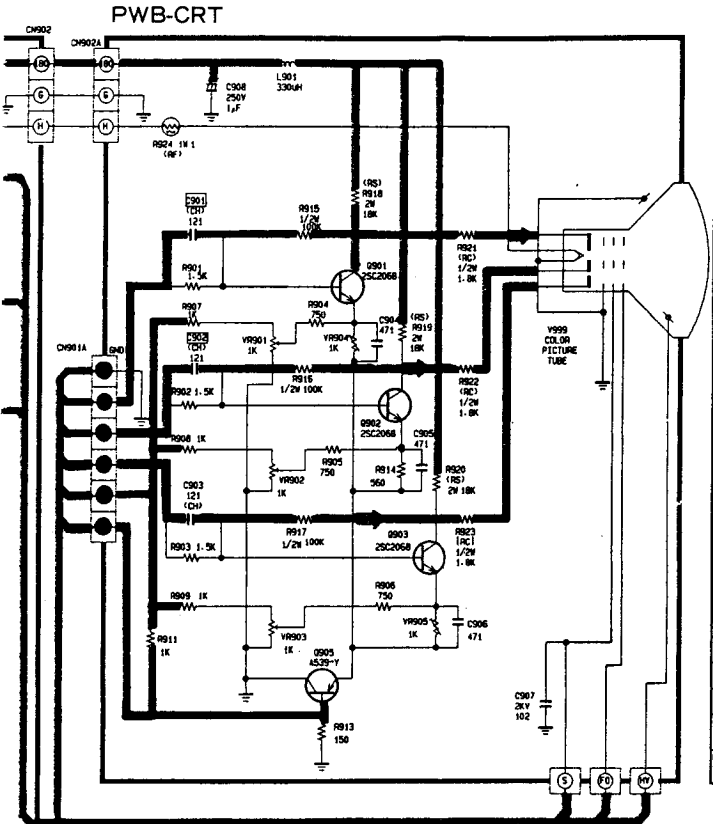 PWB-CRT
CN902
CN902A
180
180
G
G
H
H
C908
250V
1μF
L901
330uH
R924 1W 1
(RF)
(RS)
R918
2W
18K
C901
(CH)
121
R915
1/2W
100K
R921
(RC)
1/2W
1.8K
R901
1.5K
Q901
2SC2068
R907
1K
R904
750
C904
471
(RS)
R919
2W
18K
VR901
1K
VR904
1K
V999
COLOR
PICTURE
TUBE
C902
(CH)
121
CN901A
GND
R916
1/2W 100K
R922
(RC)
1/2W
1.8K
R902 1.5K
Q902
2SC2068
R908 1K
C905
471
VR902
1K
R905
750
R914
560
R920
(RS)
2W 18K
C903
121
(CH)
R917
1/2W 100K
Q903
2SC2068
R923
(RC)
1/2W
1.8K
R903 1.5K
R906
750
R909 1K
R911
1K
VR903
1K
VR905
1K
C906
471
Q905
A539-Y
C907
2KV
102
R913
150
S
FO
HV